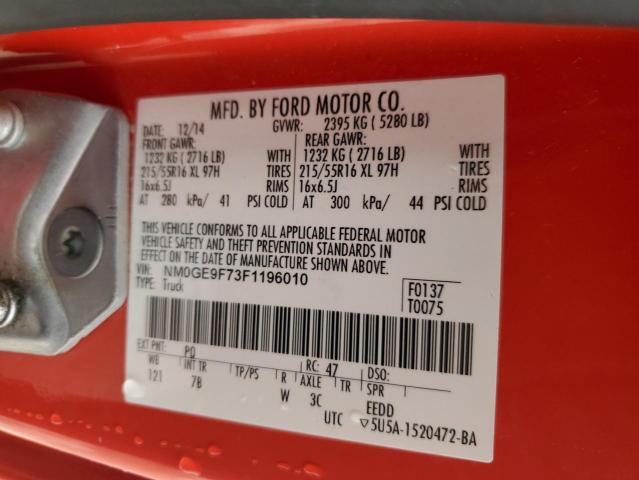 MFD. BY FORD MOTOR CO.
DATE: 12/14 GVWR: 2395 KG ( 5280 LB)
FRONT GAWR: REAR GAWR:
1232 KG ( 2716 LB) WITH 1232 KG ( 2716 LB) WITH
215/55R16 XL 97H TIRES 215/55R16 XL 97H TIRES
16x6.5J RIMS 16x6.5J RIMS
AT 280 kPa/ 41 PSI COLD AT 300 kPa/ 44 PSI COLD
THIS VEHICLE CONFORMS TO ALL APPLICABLE FEDERAL MOTOR
VEHICLE SAFETY AND THEFT PREVENTION STANDARDS IN
EFFECT ON THE DATE OF MANUFACTURE SHOWN ABOVE.
VIN: NM0GE9F73F1196010
TYPE: Truck
F0137
T0075
EXT PNT: PQ RC: 47 DSO:
WB INT TR TP/PS R AXLE TR SPR
121 7B W 3C EEDD
UTC ▽5U5A-1520472-BA